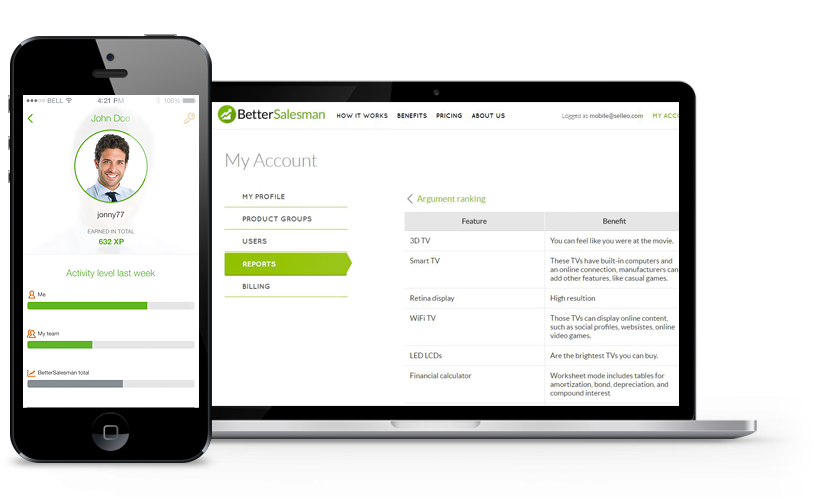 BELL
4:21 PM
100%
John Doe
jonny77
EARNED IN TOTAL
632 XP
Activity level last week
Me
My team
BetterSalesman total
BetterSalesman
HOW IT WORKS BENEFITS PRICING ABOUT US
Logged as mobile@selleo.com
MY ACCO
My Account
MY PROFILE
PRODUCT GROUPS
USERS
REPORTS
BILLING
Argument ranking
Feature Benefit
3D TV You can feel like you were at the movie.
Smart TV These TVs have built-in computers and
an online connection, manufacturers can
add other features, like casual games.
Retina display High resultion
WiFi TV Those TVs can display online content,
such as social profiles, websistes, online
video games.
LED LCDs Are the brightest TVs you can buy.
Financial calculator Worksheet mode includes tables for
amortization, bond, depreciation, and
compound interest